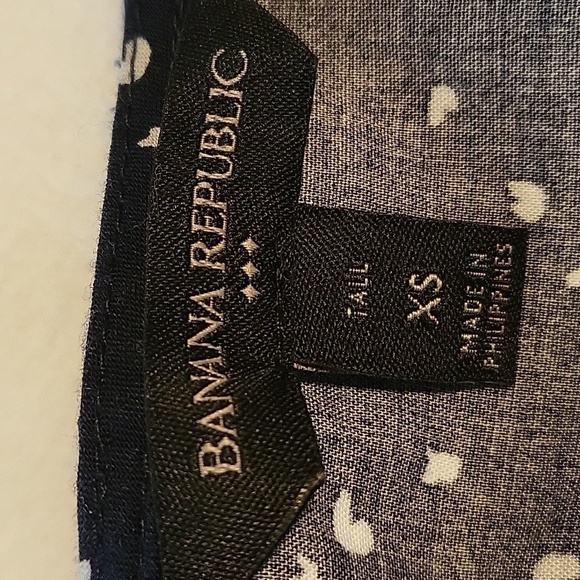 BANANA REPUBLIC
TALL
XS
MADE IN
PHILIPPINES